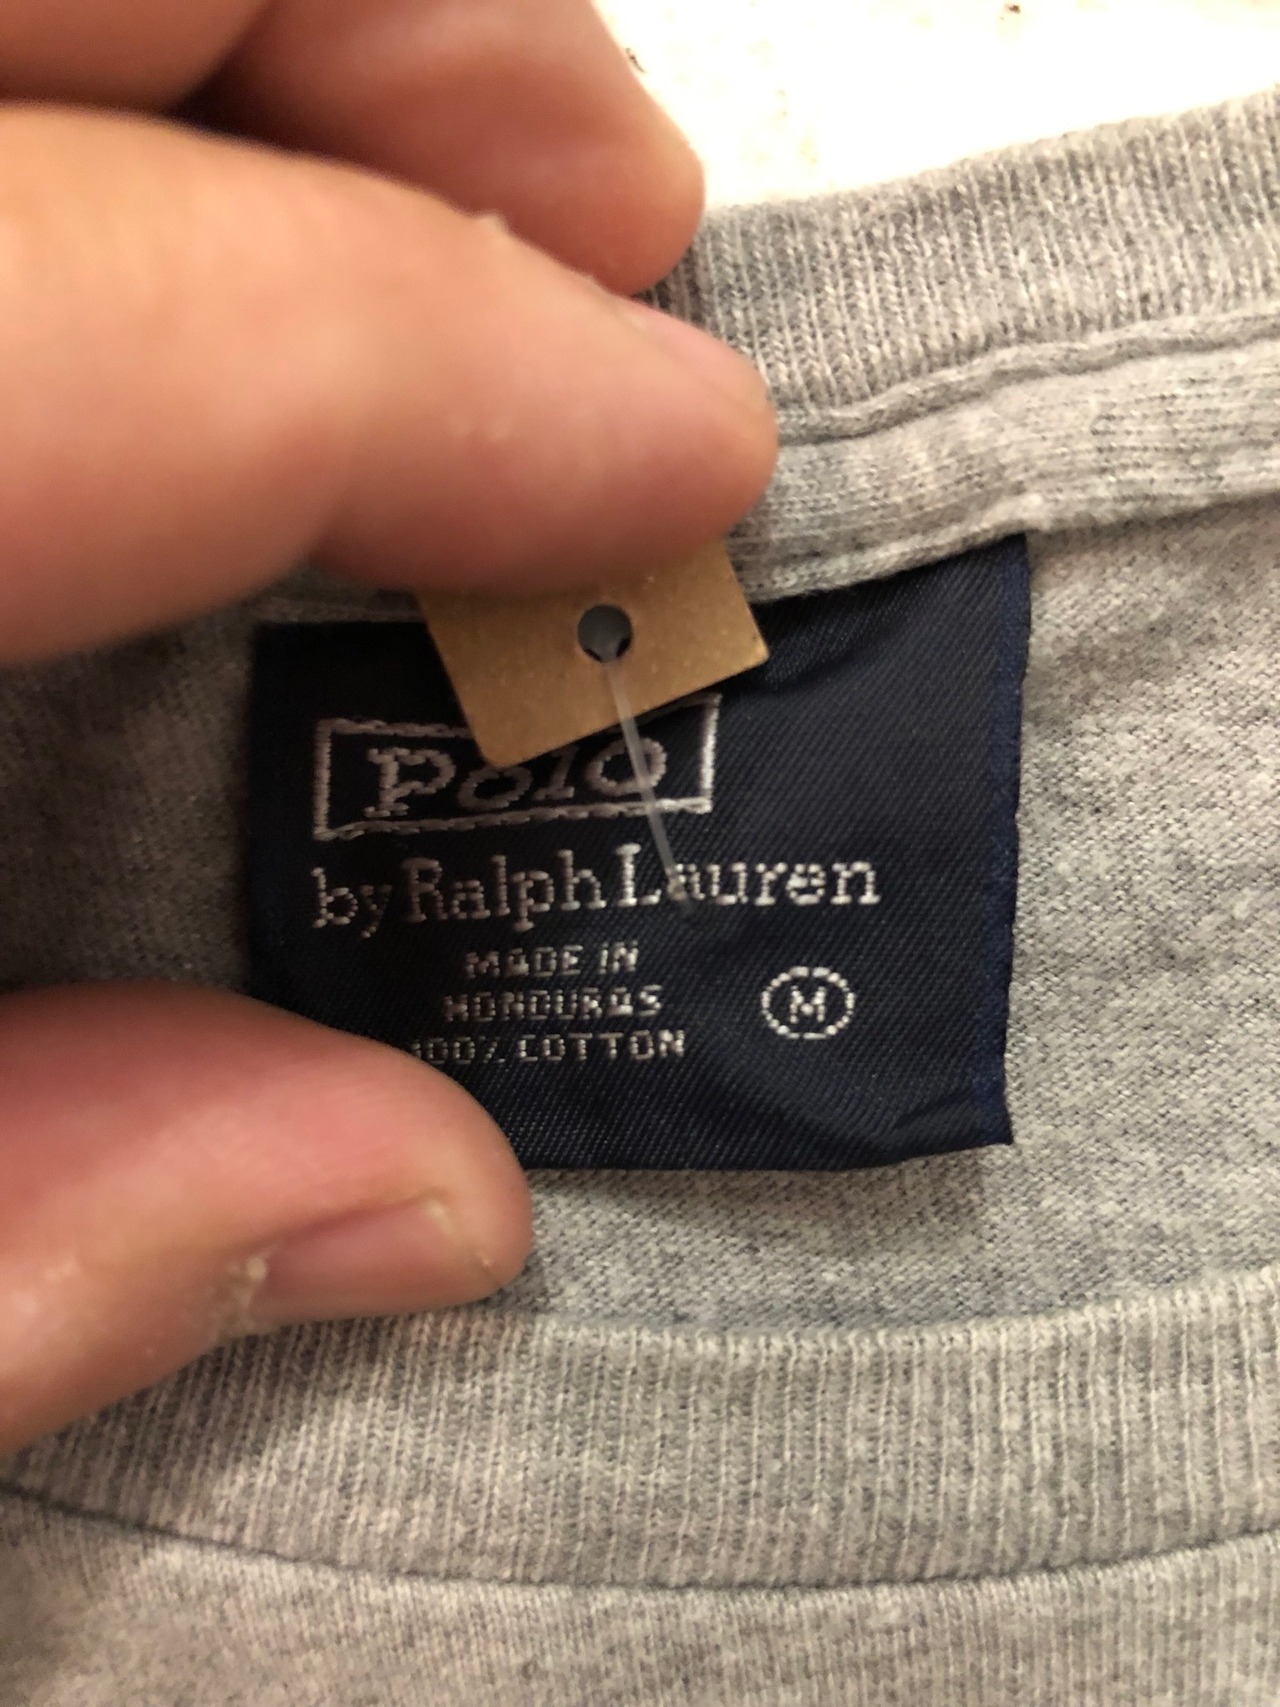 Polo
by Ralph Lauren
MADE IN
HONDURAS
100% COTTON
M